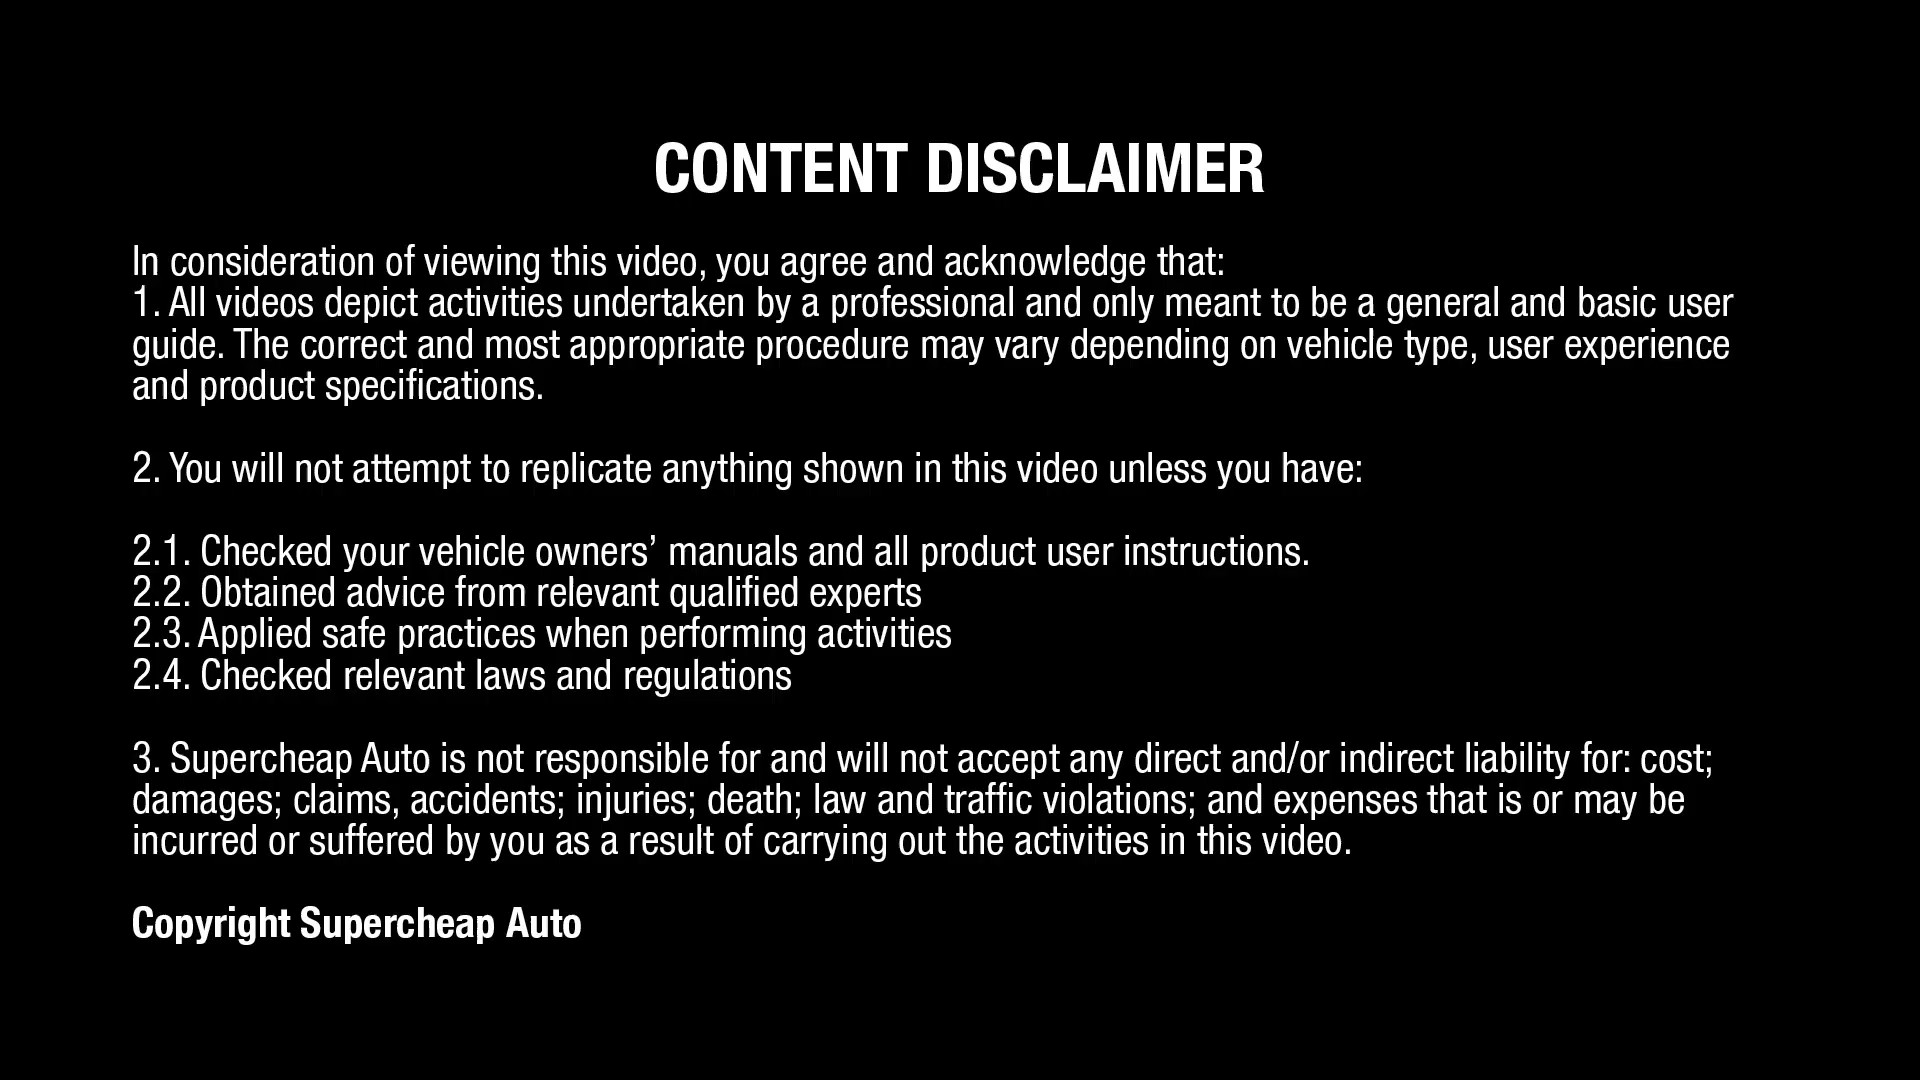 CONTENT DISCLAIMER
In consideration of viewing this video, you agree and acknowledge that:
1. All videos depict activities undertaken by a professional and only meant to be a general and basic user
guide. The correct and most appropriate procedure may vary depending on vehicle type, user experience
and product specifications.
2. You will not attempt to replicate anything shown in this video unless you have:
2.1. Checked your vehicle owners’ manuals and all product user instructions.
2.2. Obtained advice from relevant qualified experts
2.3. Applied safe practices when performing activities
2.4. Checked relevant laws and regulations
3. Supercheap Auto is not responsible for and will not accept any direct and/or indirect liability for: cost;
damages; claims, accidents; injuries; death; law and traffic violations; and expenses that is or may be
incurred or suffered by you as a result of carrying out the activities in this video.
Copyright Supercheap Auto